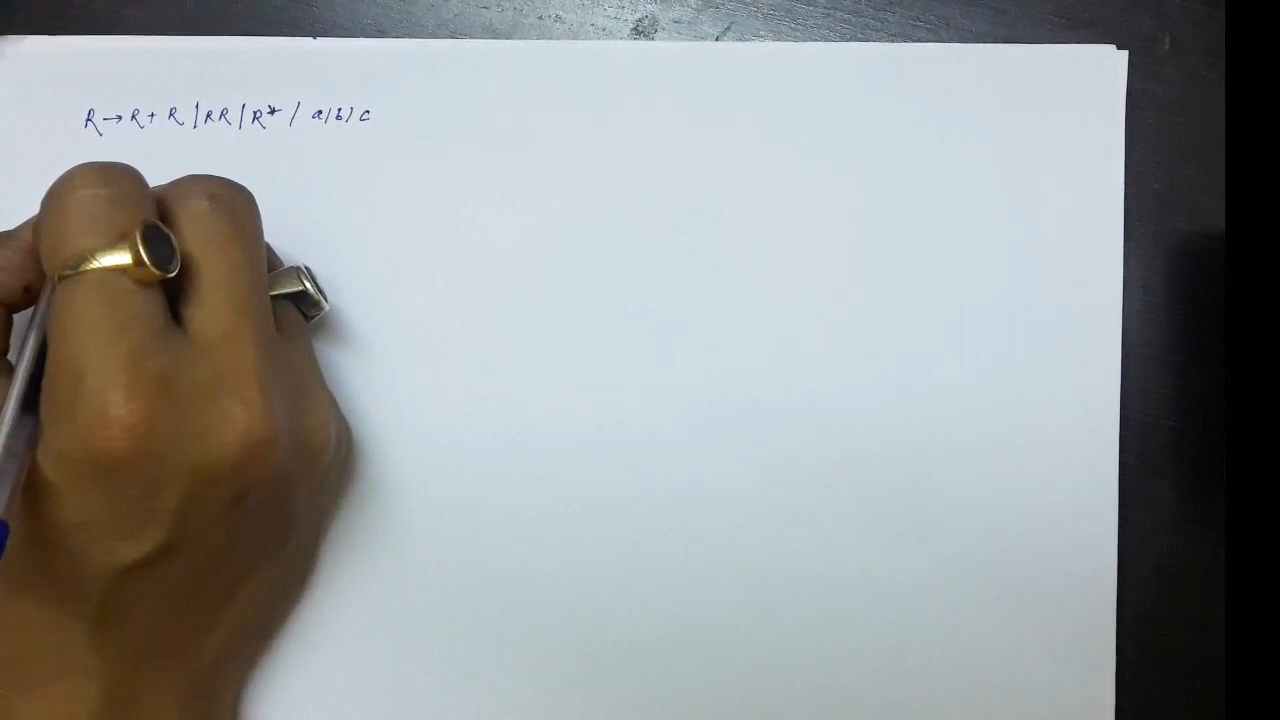 R → R + R | RR | R* / a/b/c